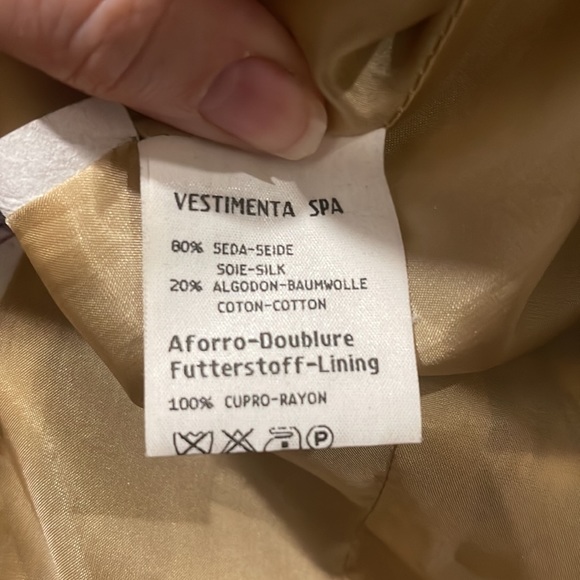 VESTIMENTA SPA
80% SEDA-SEIDE
SOIE-SILK
20% ALGODON-BAUMWOLLE
COTON-COTTON
Aforro-Doublure
Futterstoff-Lining
100% CUPRO-RAYON
P